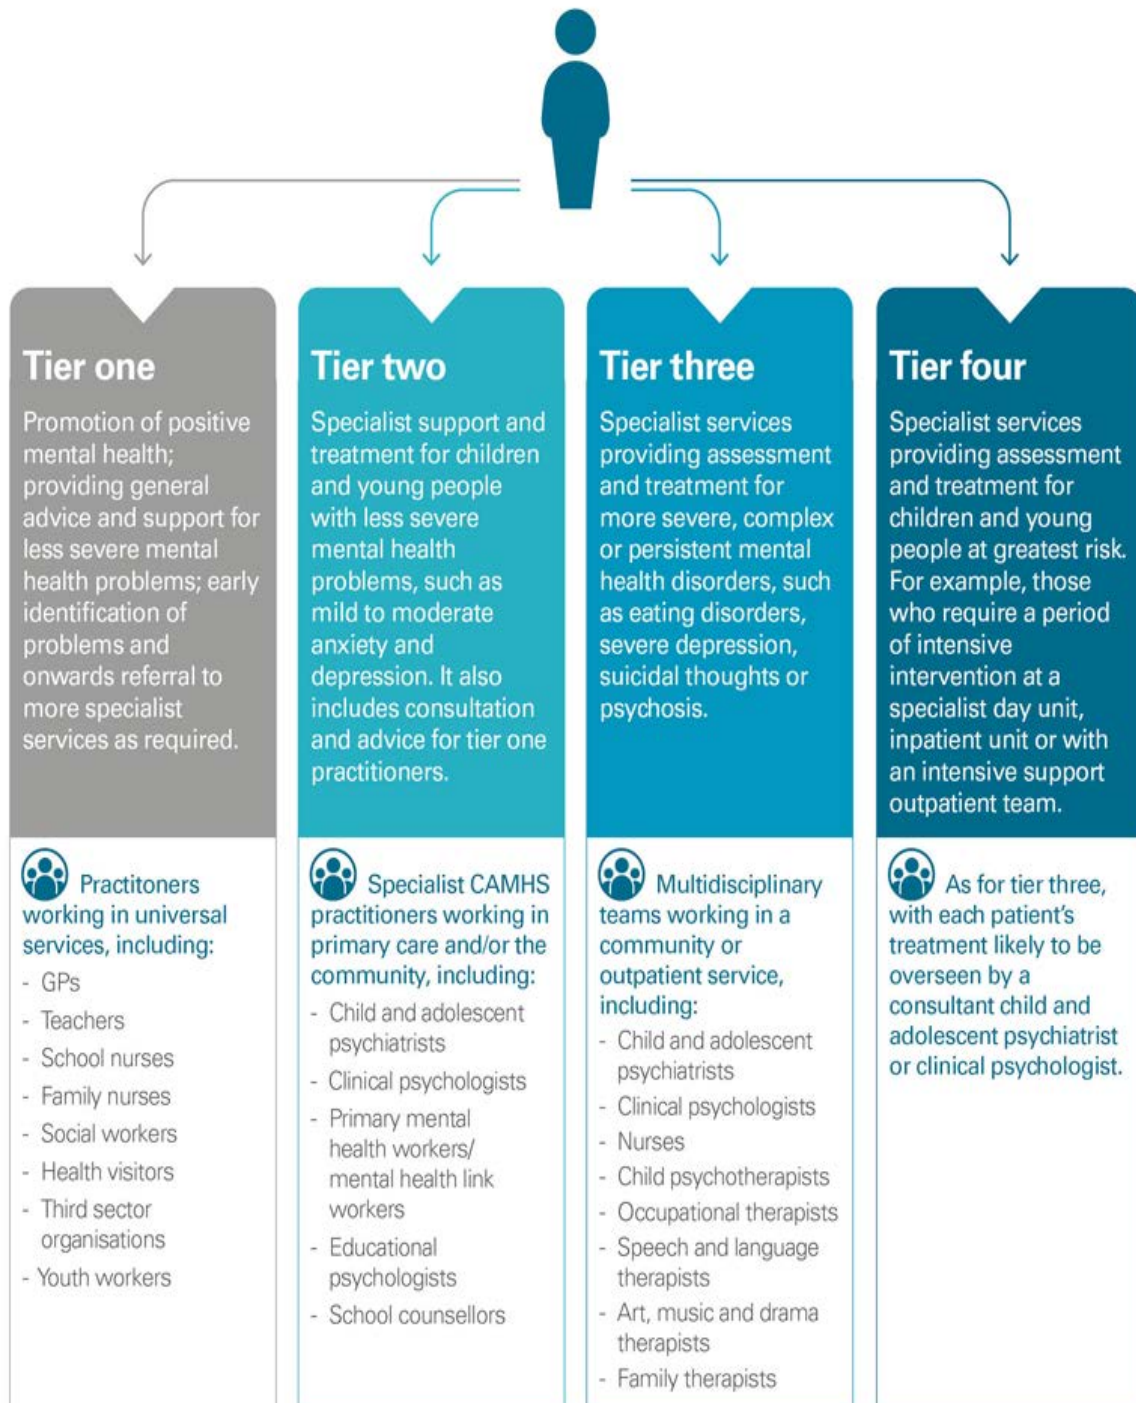 Tier one
Promotion of positive
mental health;
providing general
advice and support for
less severe mental
health problems; early
identification of
problems and
onwards referral to
more specialist
services as required.
Practitoners
working in universal
services, including:
- GPs
- Teachers
- School nurses
- Family nurses
- Social workers
- Health visitors
- Third sector
organisations
- Youth workers
Tier two
Specialist support and
treatment for children
and young people
with less severe
mental health
problems, such as
mild to moderate
anxiety and
depression. It also
includes consultation
and advice for tier one
practitioners.
Specialist CAMHS
practitioners working in
primary care and/or the
community, including:
- Child and adolescent
psychiatrists
- Clinical psychologists
- Primary mental
health workers/
mental health link
workers
- Educational
psychologists
- School counsellors
Tier three
Specialist services
providing assessment
and treatment for
more severe, complex
or persistent mental
health disorders, such
as eating disorders,
severe depression,
suicidal thoughts or
psychosis.
Multidisciplinary
teams working in a
community or
outpatient service,
including:
- Child and adolescent
psychiatrists
- Clinical psychologists
- Nurses
- Child psychotherapists
- Occupational therapists
- Speech and language
therapists
- Art, music and drama
therapists
- Family therapists
Tier four
Specialist services
providing assessment
and treatment for
children and young
people at greatest risk.
For example, those
who require a period
of intensive
intervention at a
specialist day unit,
inpatient unit or with
an intensive support
outpatient team.
As for tier three,
with each patient's
treatment likely to be
overseen by a
consultant child and
adolescent psychiatrist
or clinical psychologist.